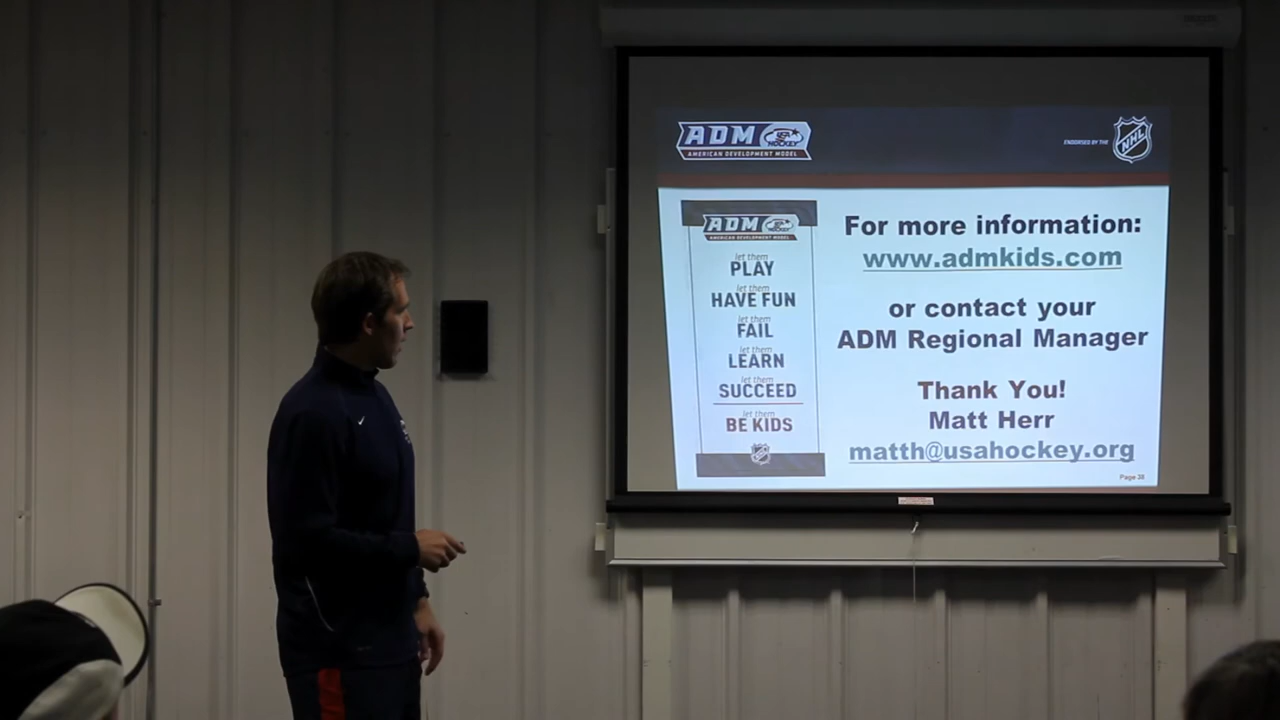 ADM USA HOCKEY
AMERICAN DEVELOPMENT MODEL
ENDORSED BY THE NHL
ADM
AMERICAN DEVELOPMENT MODEL
let them
PLAY
let them
HAVE FUN
let them
FAIL
let them
LEARN
let them
SUCCEED
let them
BE KIDS
NHL
For more information:
www.admkids.com
or contact your
ADM Regional Manager
Thank You!
Matt Herr
matth@usahockey.org
Page 38